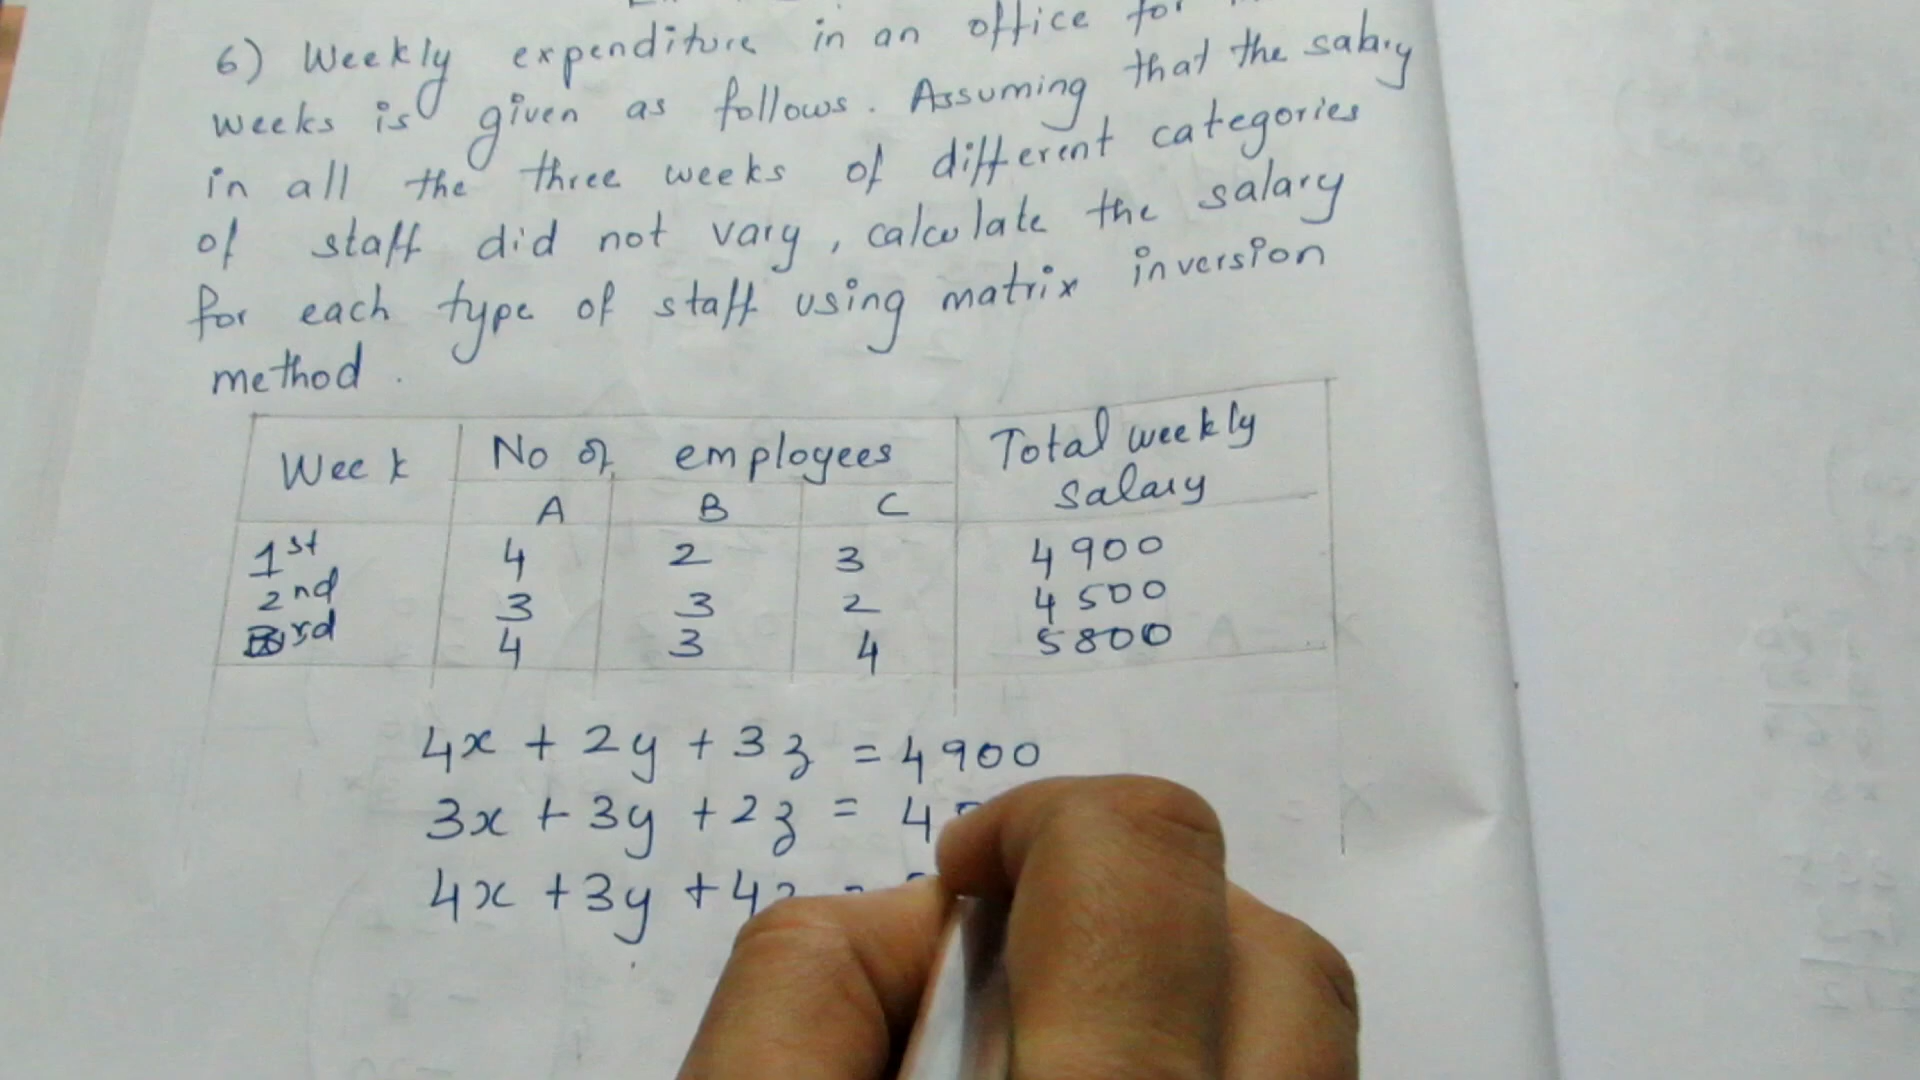 6) Weekly expenditure in an office for
weeks is given as follows. Assuming that the salary
in all the three weeks of different categories
of staff did not vary, calculate the salary
for each type of staff using matrix inversion
method.
Week No of employees Total weekly salary
A B C
1st 4 2 3 4900
2nd 3 3 2 4500
3rd 4 3 4 5800
4x + 2y + 3z = 4900
3x + 3y + 2z = 4
4x + 3y + 4